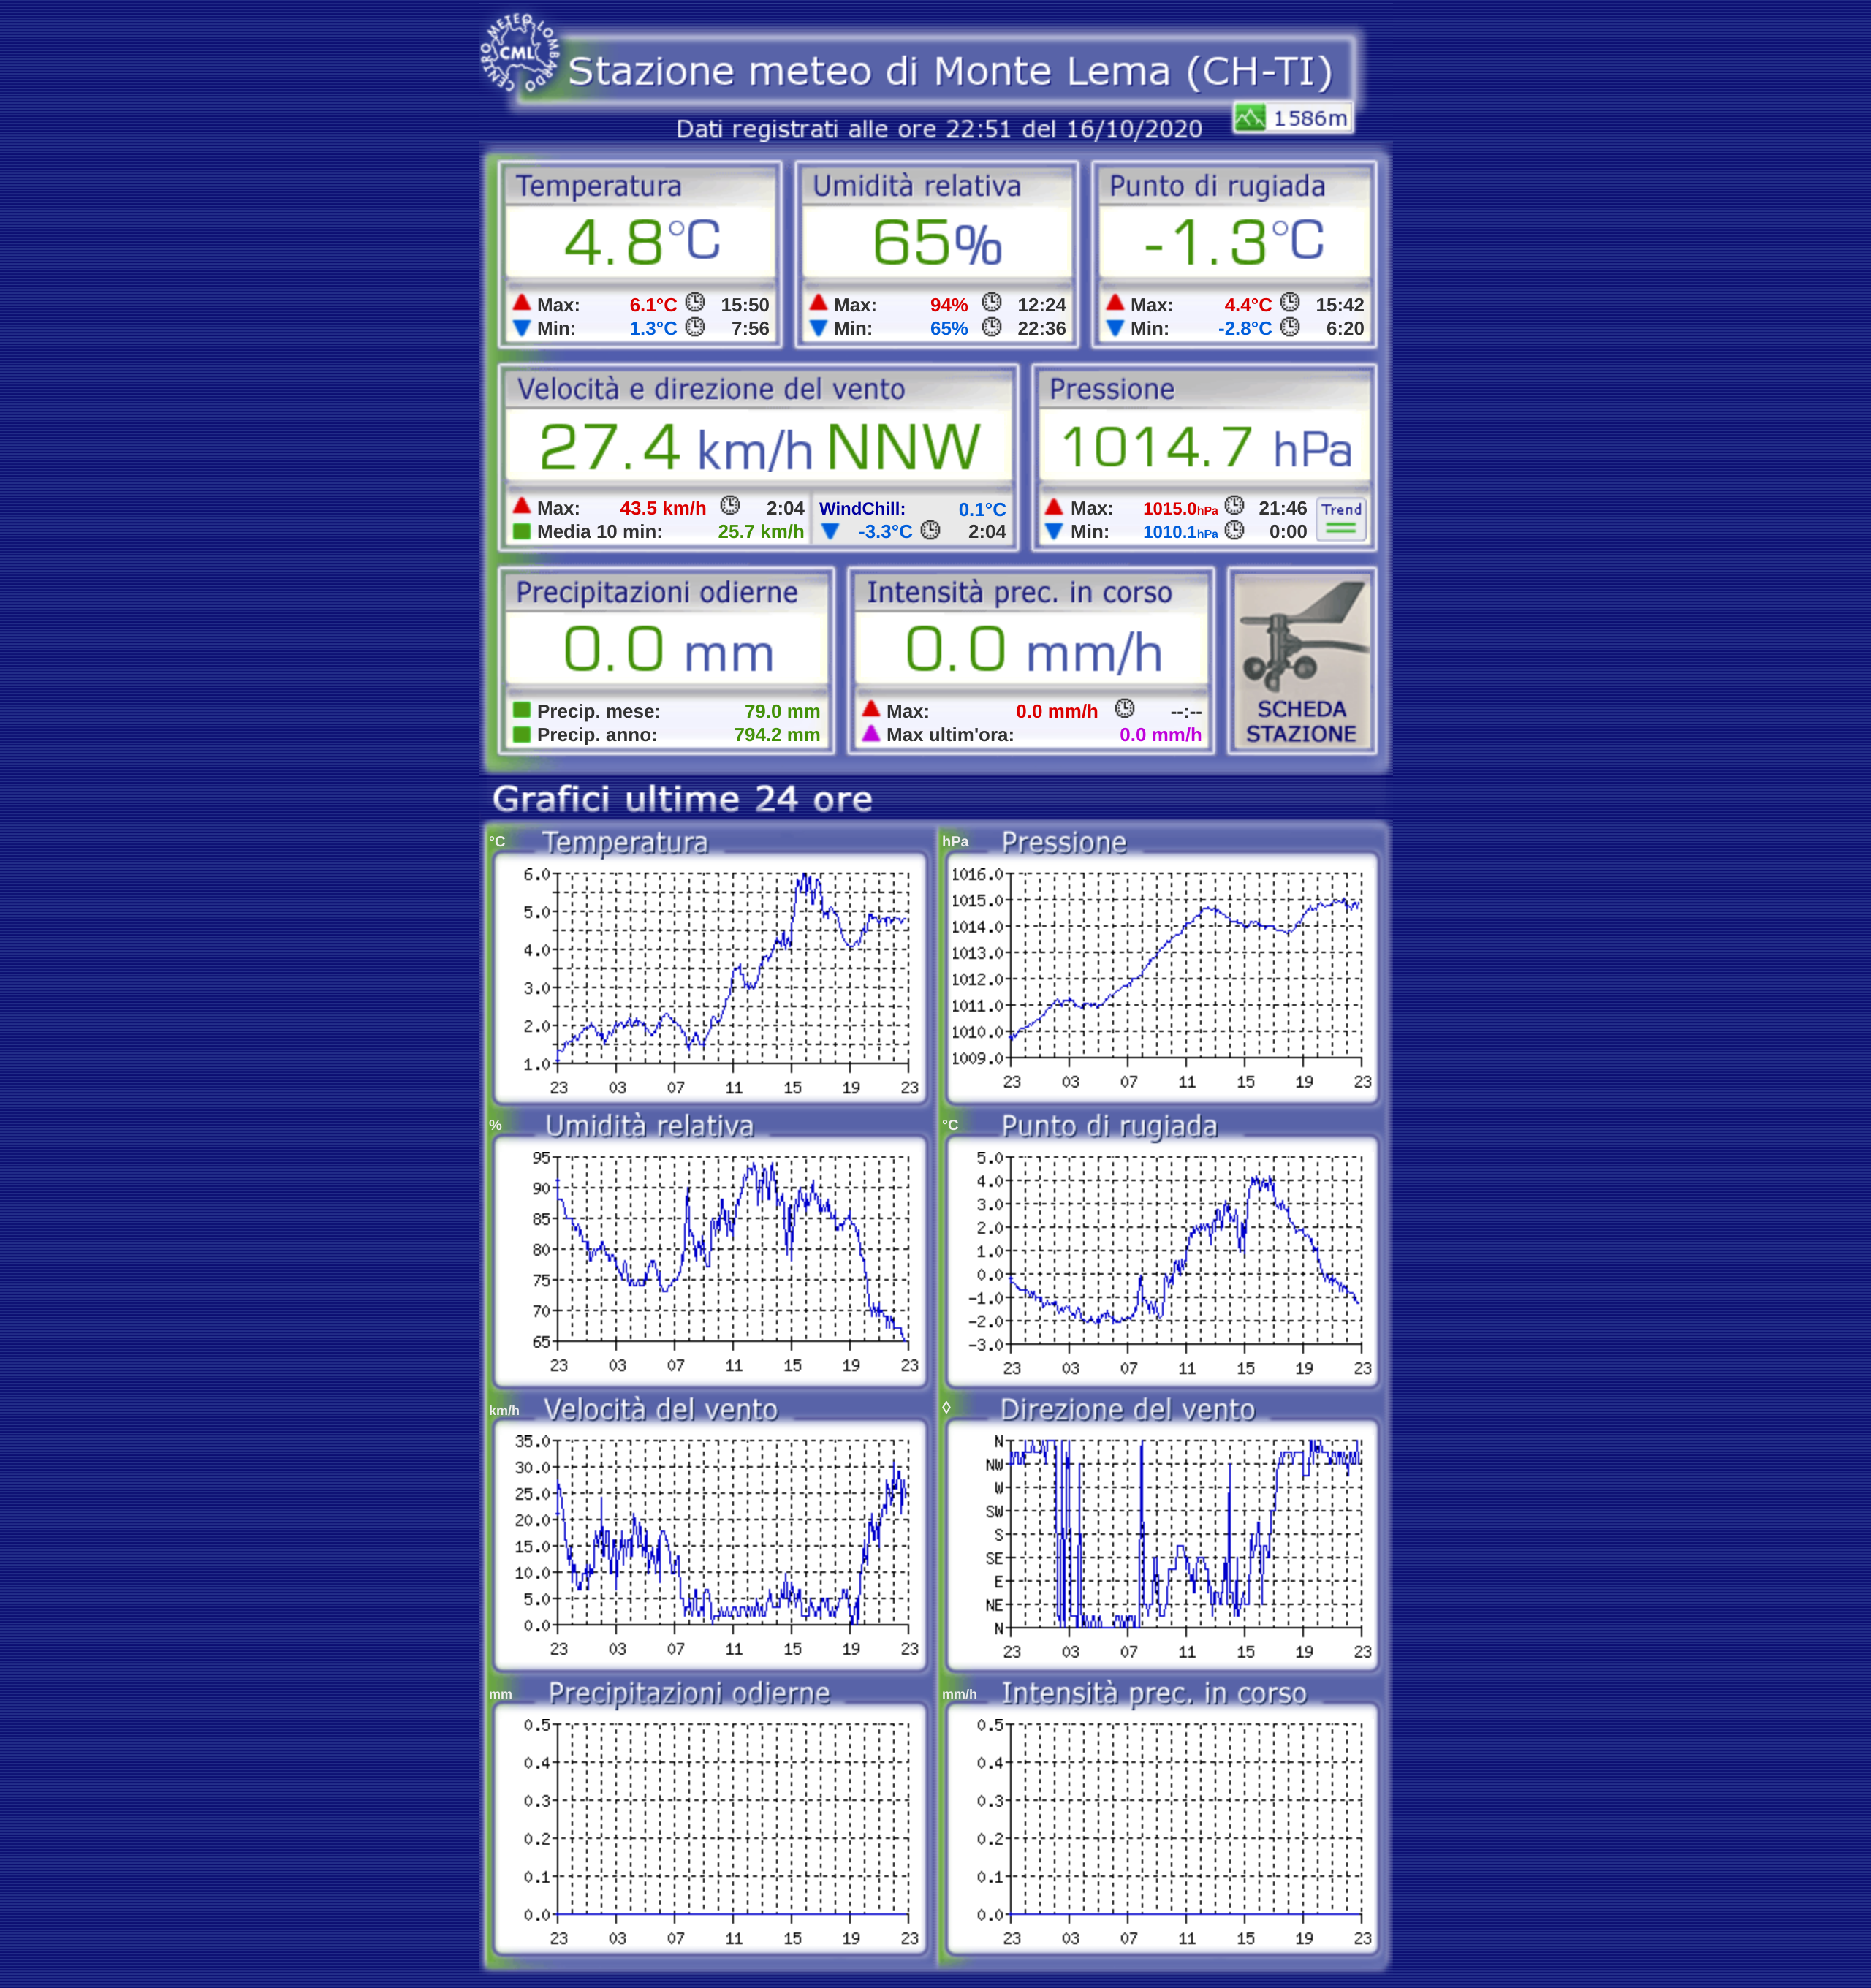 CENTRO METEO LOMBARDO
CML
Stazione meteo di Monte Lema (CH-TI)
1586m
Dati registrati alle ore 22:51 del 16/10/2020
Temperatura
4.8°C
Max: 6.1°C 15:50
Min: 1.3°C 7:56
Umidità relativa
65%
Max: 94% 12:24
Min: 65% 22:36
Punto di rugiada
-1.3°C
Max: 4.4°C 15:42
Min: -2.8°C 6:20
Velocità e direzione del vento
27.4 km/h NNW
Max: 43.5 km/h 2:04
Media 10 min: 25.7 km/h
WindChill: 0.1°C
-3.3°C 2:04
Pressione
1014.7 hPa
Max: 1015.0hPa 21:46
Min: 1010.1hPa 0:00
Trend
Precipitazioni odierne
0.0 mm
Precip. mese: 79.0 mm
Precip. anno: 794.2 mm
Intensità prec. in corso
0.0 mm/h
Max: 0.0 mm/h --:--
Max ultim'ora: 0.0 mm/h
SCHEDA
STAZIONE
Grafici ultime 24 ore
°C Temperatura
6.0
5.0
4.0
3.0
2.0
1.0
23 03 07 11 15 19 23
hPa Pressione
1016.0
1015.0
1014.0
1013.0
1012.0
1011.0
1010.0
1009.0
23 03 07 11 15 19 23
% Umidità relativa
95
90
85
80
75
70
65
23 03 07 11 15 19 23
°C Punto di rugiada
5.0
4.0
3.0
2.0
1.0
0.0
-1.0
-2.0
-3.0
23 03 07 11 15 19 23
km/h Velocità del vento
35.0
30.0
25.0
20.0
15.0
10.0
5.0
0.0
23 03 07 11 15 19 23
◊ Direzione del vento
N
NW
W
SW
S
SE
E
NE
N
23 03 07 11 15 19 23
mm Precipitazioni odierne
0.5
0.4
0.3
0.2
0.1
0.0
23 03 07 11 15 19 23
mm/h Intensità prec. in corso
0.5
0.4
0.3
0.2
0.1
0.0
23 03 07 11 15 19 23